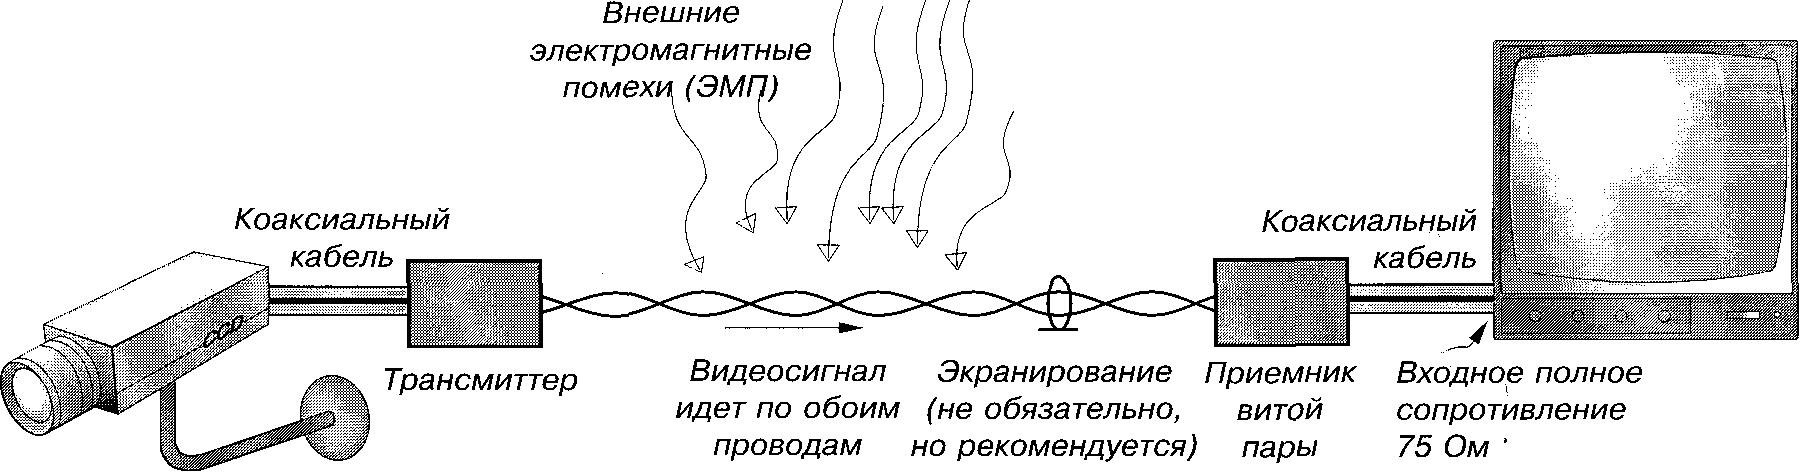 Внешние
электромагнитные
помехи (ЭМП)
Коаксиальный
кабель
Коаксиальный
кабель
Трансмиттер
Видеосигнал
идет по обоим
проводам
Экранирование
(не обязательно,
но рекомендуется)
Приемник
витой
пары
Входное полное
сопротивление
75 Ом